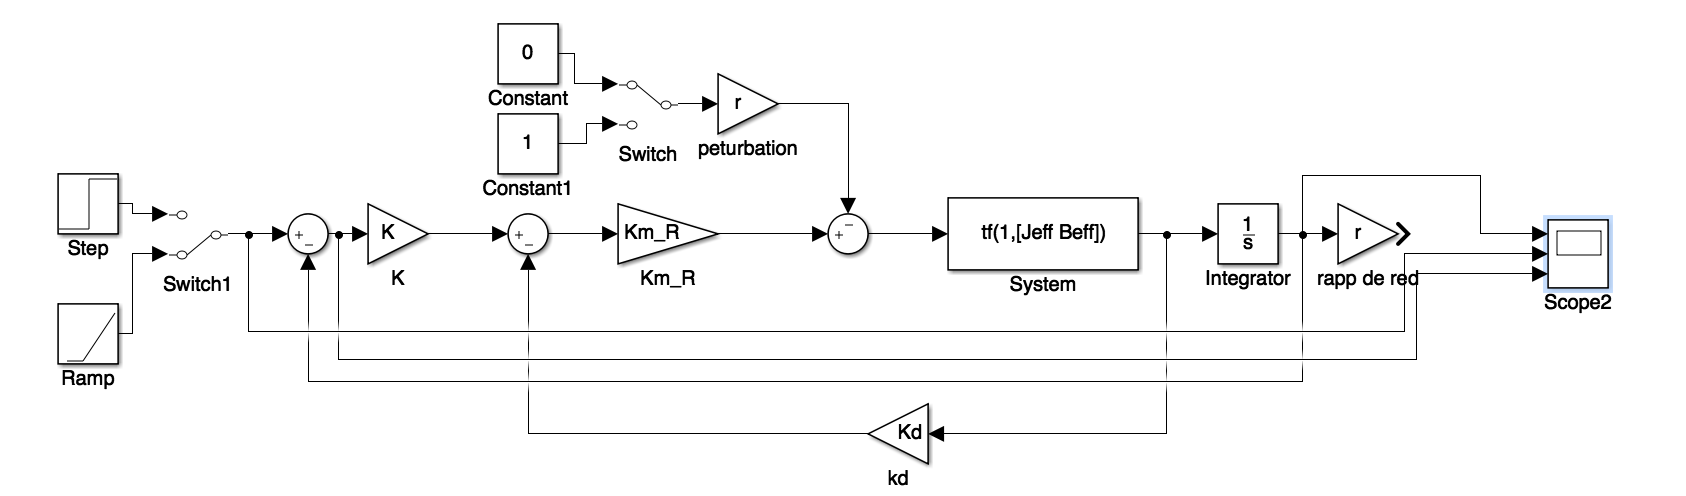 0
Constant
1
Constant1
Switch
r
peturbation
Step
Ramp
Switch1
K
K
Km_R
Km_R
tf(1,[Jeff Beff])
System
1
s
Integrator
r
rapp de red
Scope2
Kd
kd